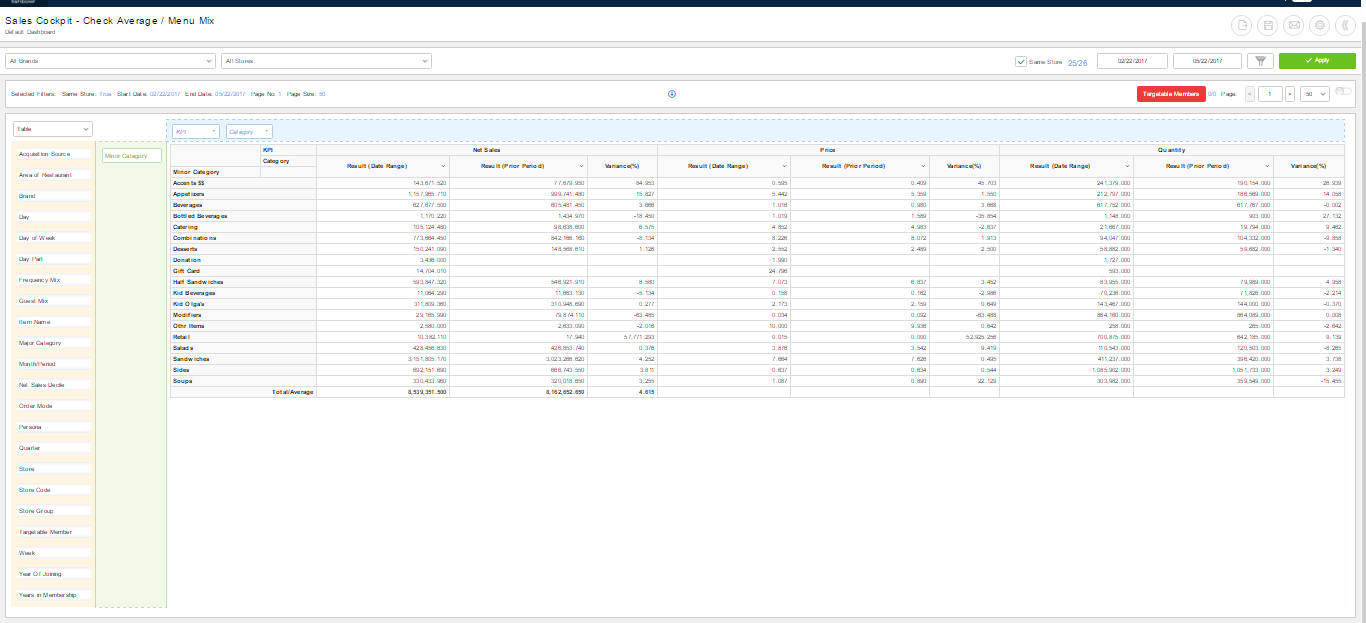 Sales Cockpit - Check Average / Menu Mix
Default Dashboard
All Brands All Stores Same Store 25/26 02/22/2017 05/22/2017 Apply
Selected Filters: Same Store: True Start Date: 02/22/2017 End Date: 05/22/2017 Page No: 1 Page Size: 50 Targetable Members 0/0 Page: < 1 > 50
Table KPI Category
Acquisition Source
Area of Restaurant
Brand
Day
Day of Week
Day Part
Frequency Mix
Guest Mix
Item Name
Major Category
Month/Period
Net Sales Decile
Order Mode
Persona
Quarter
Store
Store Code
Store Group
Targetable Member
Week
Year Of Joining
Years in Membership
Minor Category
KPI Net Sales Price Quantity
Category Result (Date Range) Result (Prior Period) Variance(%) Result (Date Range) Result (Prior Period) Variance(%) Result (Date Range) Result (Prior Period) Variance(%)
Minor Category
Accents $$ 143,671.520 77,679.950 84.953 0.595 0.409 45.703 241,379.000 190,154.000 26.939
Appetizers 1,157,965.710 999,741.480 15.827 5.442 5.359 1.550 212,797.000 186,569.000 14.058
Beverages 627,677.500 605,481.450 3.666 1.016 0.980 3.668 617,752.000 617,767.000 -0.002
Bottled Beverages 1,170.220 1,434.970 -18.450 1.019 1.589 -35.854 1,148.000 903.000 27.132
Catering 105,124.480 98,638.600 6.575 4.852 4.983 -2.637 21,667.000 19,794.000 9.462
Combinations 773,664.450 842,166.160 -8.134 8.226 8.072 1.913 94,047.000 104,332.000 -9.858
Desserts 150,241.090 148,568.610 1.126 2.552 2.489 2.500 58,882.000 59,682.000 -1.340
Donation 3,436.000 1.990 1,727.000
Gift Card 14,704.010 24.796 593.000
Half Sandwiches 593,847.320 546,921.910 8.580 7.073 6.837 3.452 83,955.000 79,989.000 4.958
Kid Beverages 11,064.290 11,663.130 -5.134 0.158 0.162 -2.986 70,236.000 71,826.000 -2.214
Kid Olga's 311,809.360 310,948.690 0.277 2.173 2.159 0.649 143,467.000 144,000.000 -0.370
Modifiers 29,165.990 79,874.110 -63.485 0.034 0.092 -63.488 864,160.000 864,089.000 0.008
Othr Items 2,580.000 2,633.090 -2.016 10.000 9.936 0.642 258.000 265.000 -2.642
Retail 10,382.110 17.940 57,771.293 0.015 0.000 52,925.256 700,875.000 642,185.000 9.139
Salads 428,456.830 426,853.740 0.376 3.876 3.542 9.419 110,543.000 120,503.000 -8.265
Sandwiches 3,151,805.170 3,023,266.620 4.252 7.664 7.626 0.495 411,237.000 396,420.000 3.738
Sides 692,151.690 666,743.550 3.811 0.637 0.634 0.544 1,085,902.000 1,051,733.000 3.249
Soups 330,433.960 320,018.650 3.255 1.087 0.890 22.129 303,982.000 359,549.000 -15.455
Total/Average 8,539,351.500 8,162,652.650 4.615